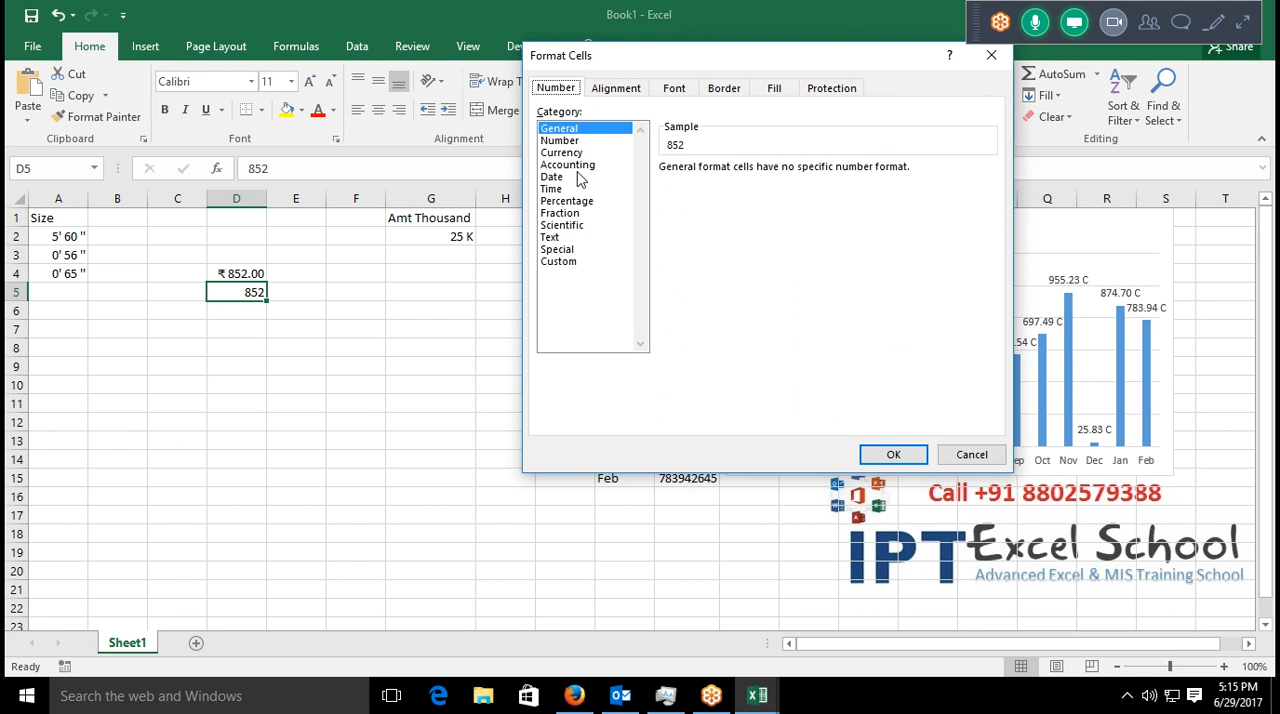 Book1 - Excel
File Home Insert Page Layout Formulas Data Review View Share
Paste
Cut
Copy
Format Painter
Clipboard
Calibri 11
B I U A
Font
Wrap T
Merge
Alignment
AutoSum
Fill
Clear
Sort & Filter
Find & Select
Editing
D5 fx 852
A B C D E F G H Q R S T
1 Size Amt Thousand
2 5' 60 " 25 K
3 0' 56 "
4 0' 65 " ₹ 852.00
5 852
6
7
8
9
10
11
12
13
14
15 Feb 783942645
16
17
18
19
20
21
22
23
Format Cells
?
Number Alignment Font Border Fill Protection
Category:
General
Number
Currency
Accounting
Date
Time
Percentage
Fraction
Scientific
Text
Special
Custom
Sample
852
General format cells have no specific number format.
OK Cancel
955.23 C
874.70 C
783.94 C
697.49 C
.54 C
25.83 C
Oct Nov Dec Jan Feb
Call +91 8802579388
IPT Excel School
Advanced Excel & MIS Training School
Sheet1
Ready 100%
Search the web and Windows
5:15 PM
6/29/2017